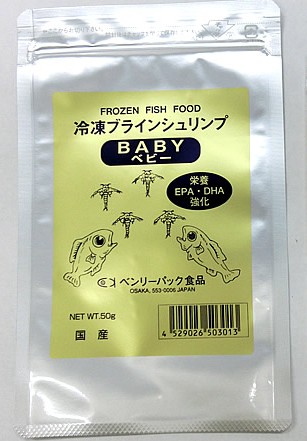 FROZEN FISH FOOD
冷凍ブラインシュリンプ
BABY
ベビー
栄養
EPA・DHA
強化
ベンリーパック食品
OSAKA, 553-0006 JAPAN
NET WT.50g
国産
4 529026 503013